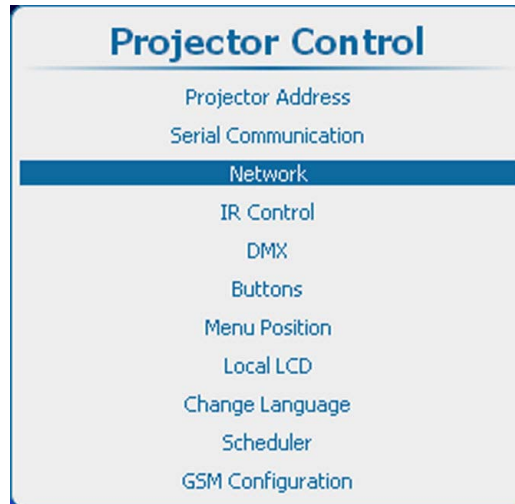 Projector Control
Projector Address
Serial Communication
Network
IR Control
DMX
Buttons
Menu Position
Local LCD
Change Language
Scheduler
GSM Configuration